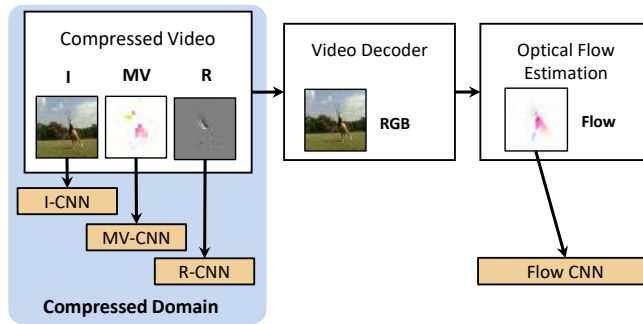 Compressed Video
I MV R
I-CNN
MV-CNN
R-CNN
Compressed Domain
Video Decoder
RGB
Optical Flow
Estimation
Flow
Flow CNN